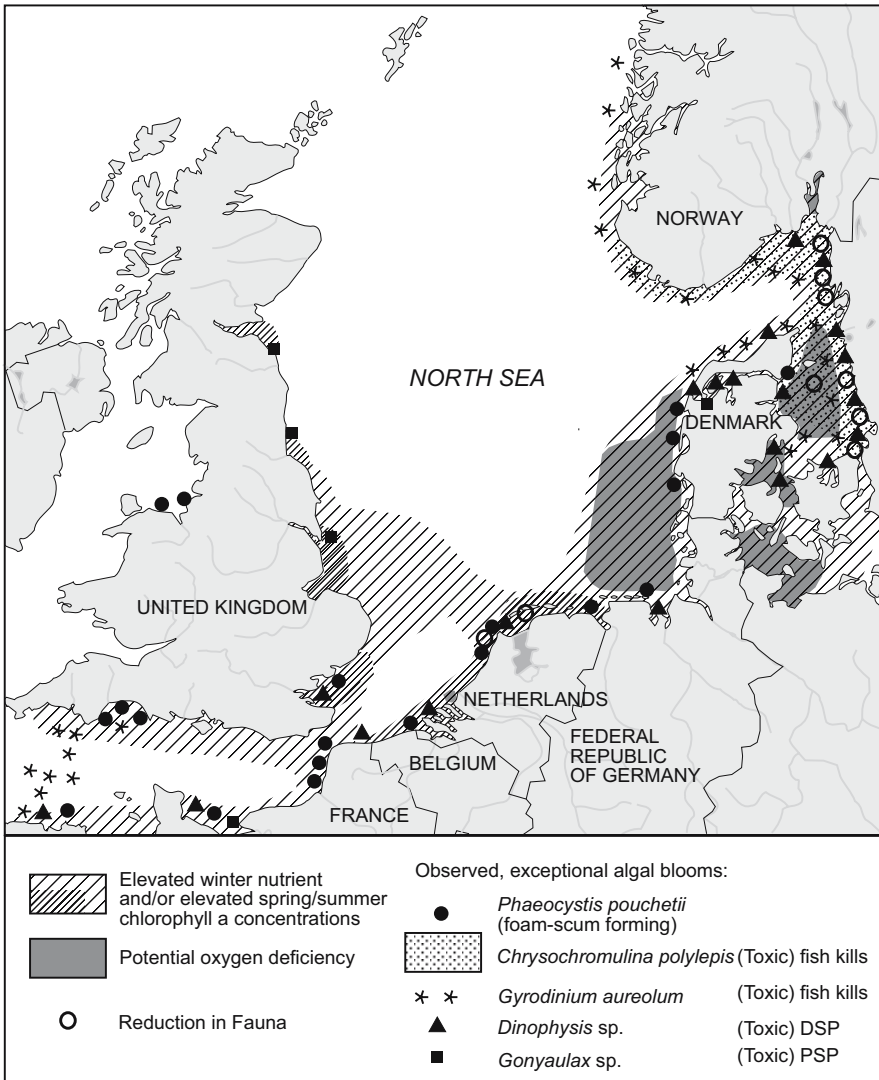 NORWAY
NORTH SEA
DENMARK
UNITED KINGDOM
NETHERLANDS
BELGIUM
FEDERAL
REPUBLIC
OF GERMANY
FRANCE
Elevated winter nutrient
and/or elevated spring/summer
chlorophyll a concentrations
Potential oxygen deficiency
Reduction in Fauna
Observed, exceptional algal blooms:
Phaeocystis pouchetii
(foam-scum forming)
Chrysochromulina polylepis (Toxic) fish kills
Gyrodinium aureolum (Toxic) fish kills
Dinophysis sp. (Toxic) DSP
Gonyaulax sp. (Toxic) PSP